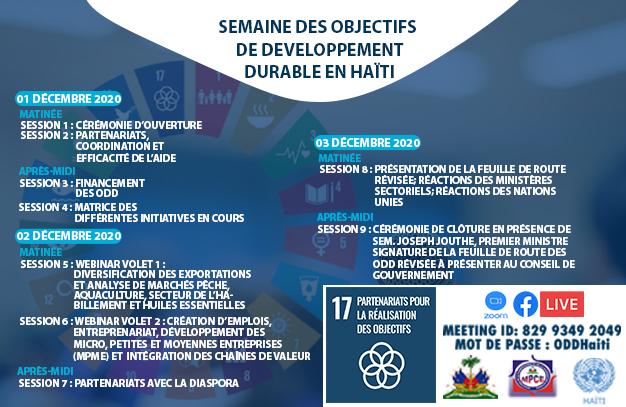 SEMAINE DES OBJECTIFS
DE DEVELOPPEMENT
DURABLE EN HAÏTI
01 DÉCEMBRE 2020
MATINÉE
SESSION 1 : CÉRÉMONIE D'OUVERTURE
SESSION 2 : PARTENARIATS,
COORDINATION ET
EFFICACITÉ DE L'AIDE
APRÈS-MIDI
SESSION 3 : FINANCEMENT
DES ODD
SESSION 4 : MATRICE DES
DIFFÉRENTES INITIATIVES EN COURS
02 DÉCEMBRE 2020
MATINÉE
SESSION 5 : WEBINAR VOLET 1 :
DIVERSIFICATION DES EXPORTATIONS
ET ANALYSE DE MARCHÉS PÊCHE,
AQUACULTURE, SECTEUR DE L'HA-
BILLEMENT ET HUILES ESSENTIELLES
SESSION 6 : WEBINAR VOLET 2 : CRÉATION D'EMPLOIS,
ENTREPRENARIAT, DÉVELOPPEMENT DES
MICRO, PETITES ET MOYENNES ENTREPRISES
(MPME) ET INTÉGRATION DES CHAÎNES DE VALEUR
APRÈS-MIDI
SESSION 7 : PARTENARIATS AVEC LA DIASPORA
03 DÉCEMBRE 2020
MATINÉE
SESSION 8 : PRÉSENTATION DE LA FEUILLE DE ROUTE
RÉVISÉE; RÉACTIONS DES MINISTÈRES
SECTORIELS; RÉACTIONS DES NATIONS
UNIES
APRÈS-MIDI
SESSION 9 : CÉRÉMONIE DE CLÔTURE EN PRÉSENCE DE
SEM. JOSEPH JOUTHE, PREMIER MINISTRE
SIGNATURE DE LA FEUILLE DE ROUTE DES
ODD RÉVISÉE À PRÉSENTER AU CONSEIL DE
GOUVERNEMENT
17 PARTENARIATS POUR
LA RÉALISATION
DES OBJECTIFS
zoom
LIVE
MEETING ID: 829 9349 2049
MOT DE PASSE : ODDHaiti
MPCE
HAÏTI
17
1
4
5